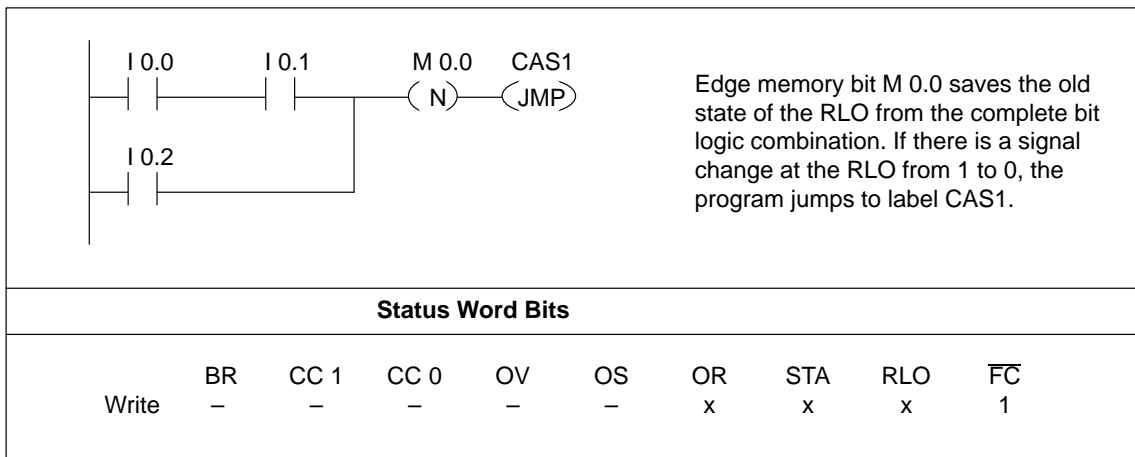 I 0.0 I 0.1 M 0.0 CAS1
N JMP
I 0.2
Edge memory bit M 0.0 saves the old
state of the RLO from the complete bit
logic combination. If there is a signal
change at the RLO from 1 to 0, the
program jumps to label CAS1.
Status Word Bits
BR CC 1 CC 0 OV OS OR STA RLO F̅C̅
Write – – – – – x x x 1